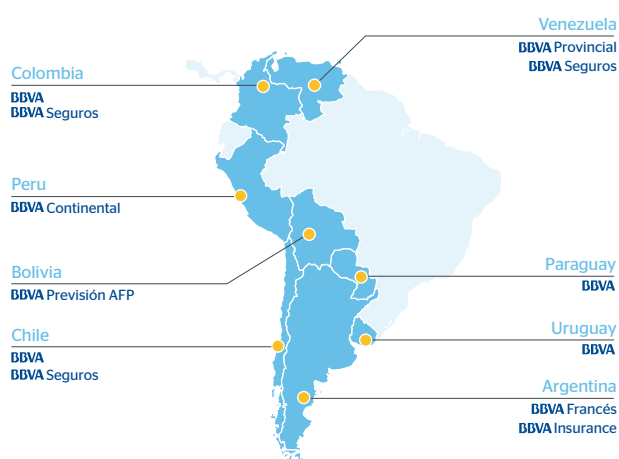 Venezuela
BBVA Provincial
BBVA Seguros
Colombia
BBVA
BBVA Seguros
Peru
BBVA Continental
Bolivia
BBVA Previsión AFP
Paraguay
BBVA
Chile
BBVA
BBVA Seguros
Uruguay
BBVA
Argentina
BBVA Francés
BBVA Insurance